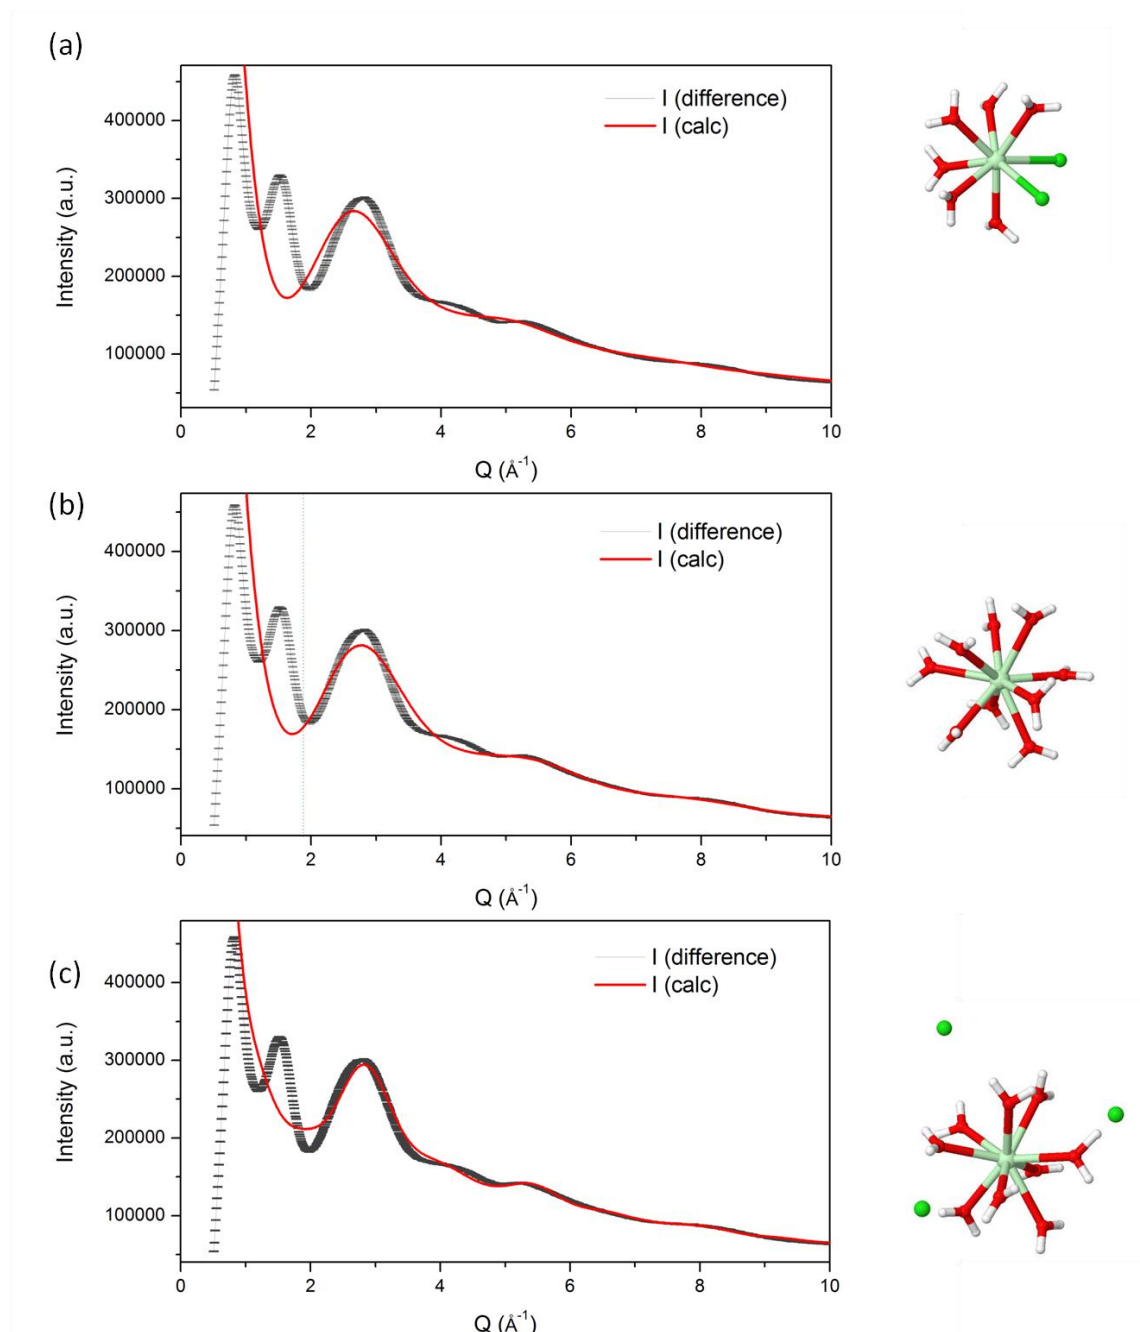 (a)
I (difference)
I (calc)
400000
300000
200000
100000
Intensity (a.u.)
0 2 4 6 8 10
Q (Å⁻¹)
(b)
I (difference)
I (calc)
400000
300000
200000
100000
Intensity (a.u.)
0 2 4 6 8 10
Q (Å⁻¹)
(c)
I (difference)
I (calc)
400000
300000
200000
100000
Intensity (a.u.)
0 2 4 6 8 10
Q (Å⁻¹)